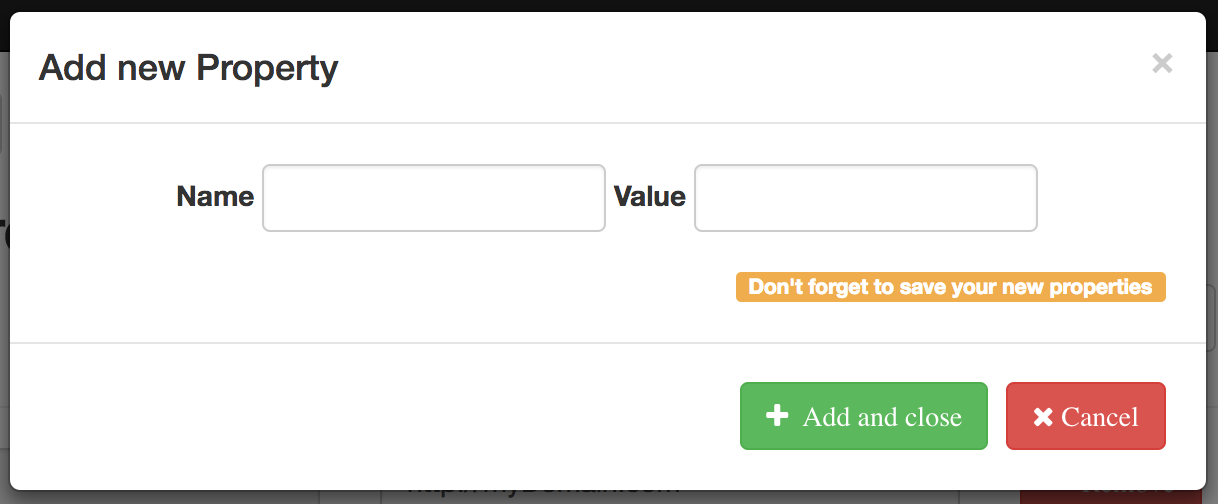 Add new Property
Name Value
Don't forget to save your new properties
Add and close Cancel